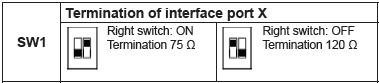 Termination of interface port X
SW1
Right switch: ON
Termination 75 Ω
Right switch: OFF
Termination 120 Ω